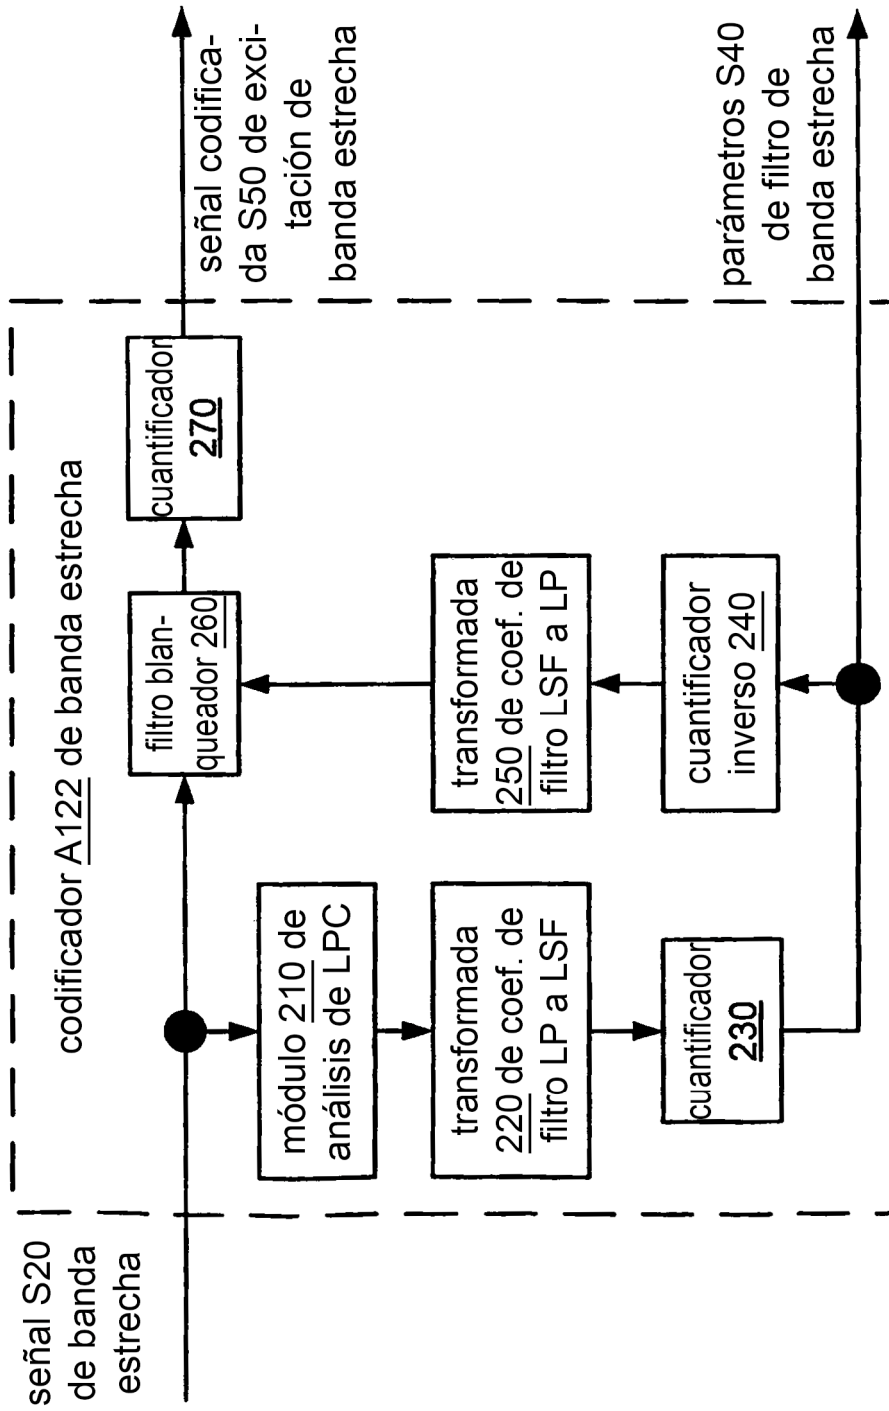 señal S20
de banda
estrecha
codificador A122 de banda estrecha
módulo 210 de
análisis de LPC
transformada
220 de coef. de
filtro LP a LSF
cuantificador
230
filtro blan-
queador 260
transformada
250 de coef. de
filtro LSF a LP
cuantificador
inverso 240
cuantificador
270
señal codifica-
da S50 de exci-
tación de
banda estrecha
parámetros S40
de filtro de
banda estrecha